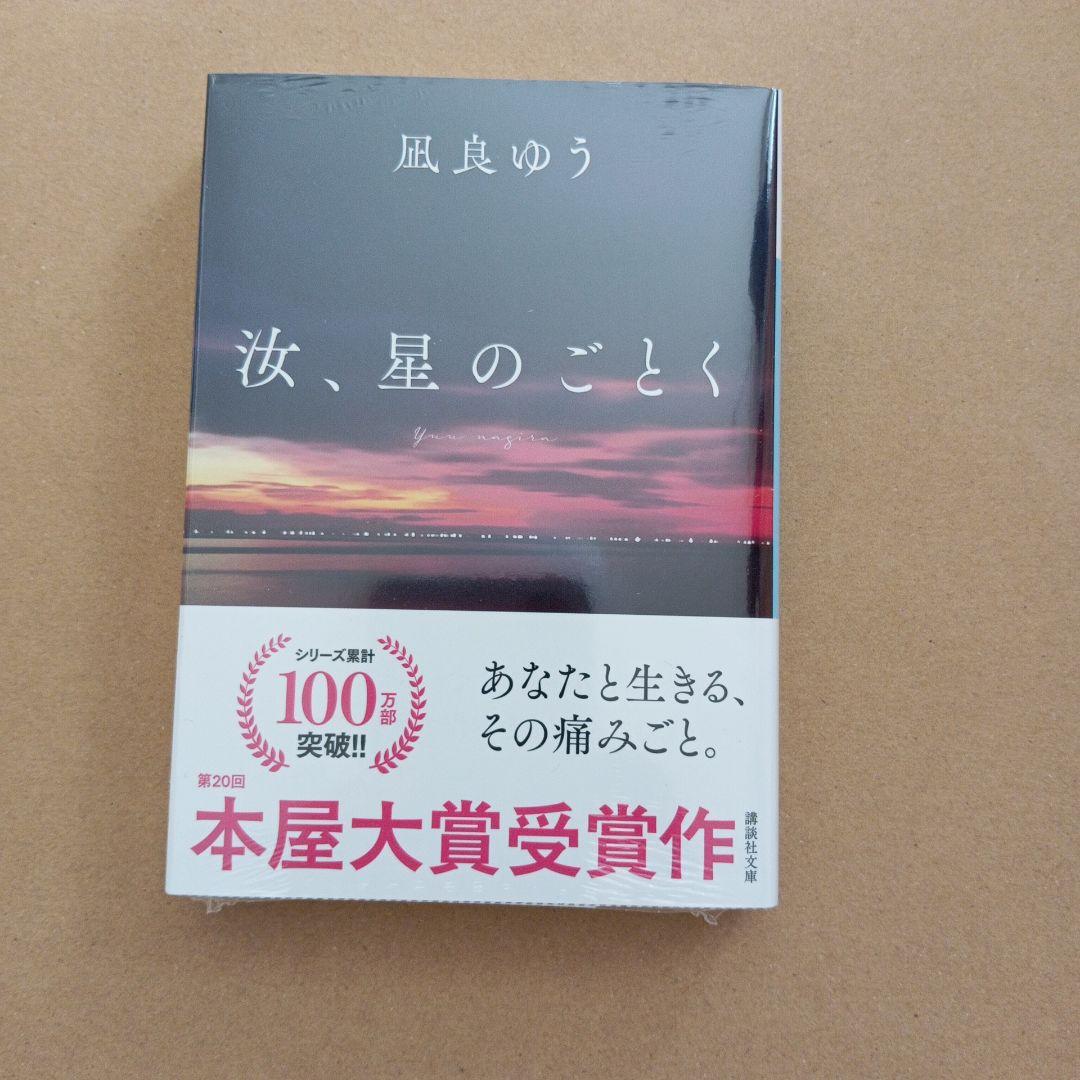 凪良ゆう
汝、星のごとく
Yuu nagira
シリーズ累計
100万部
突破!!
あなたと生きる、
その痛みごと。
第20回
本屋大賞受賞作
講談社文庫